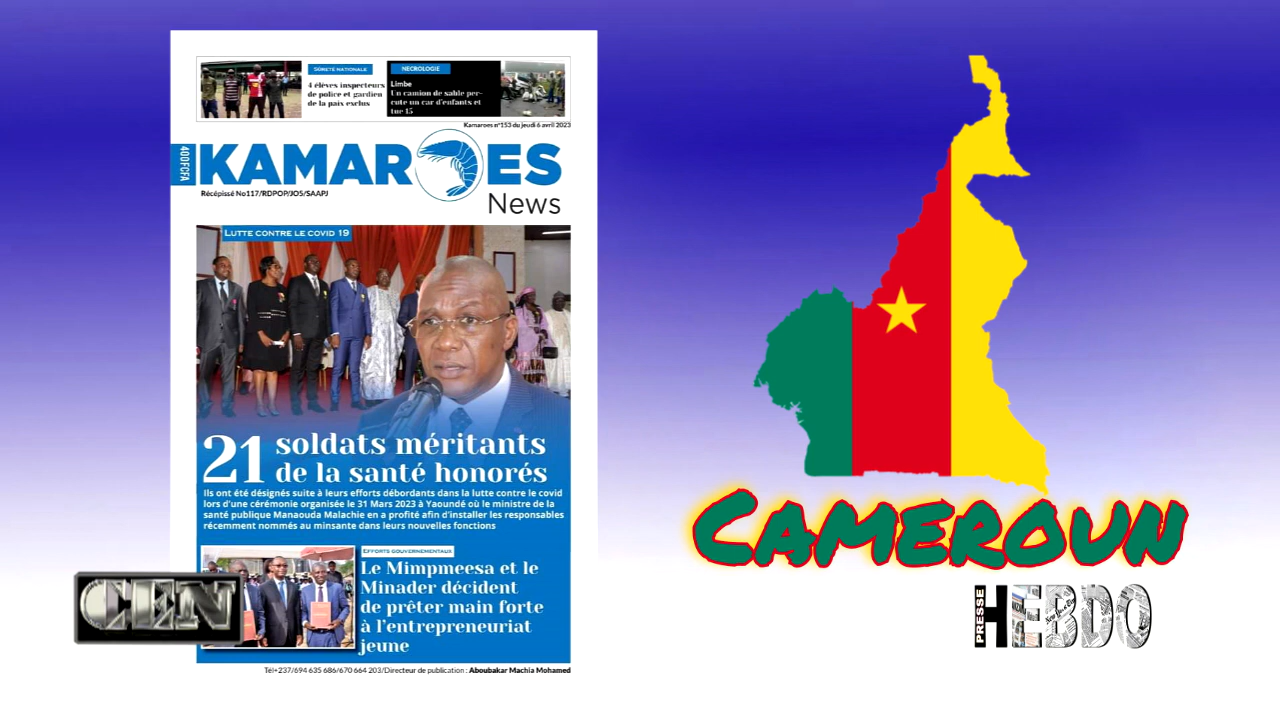 SÛRETÉ NATIONALE
4 élèves inspecteurs
de police et gardien
de la paix exclus
NECROLOGIE
Limbe
Un camion de sable per-
cute un car d'enfants et
tue 15
Kamaroes n°153 du jeudi 6 avril 2023
400FCFA
KAMAROES
News
Récépissé No117/RDPOP/JO5/SAAPJ
LUTTE CONTRE LE COVID 19
21 soldats méritants
de la santé honorés
Ils ont été désignés suite à leurs efforts débordants dans la lutte contre le covid
lors d'une cérémonie organisée le 31 Mars 2023 à Yaoundé où le ministre de la
santé publique Manaouda Malachie en a profité afin d'installer les responsables
récemment nommés au minsante dans leurs nouvelles fonctions
EFFORTS GOUVERNEMENTAUX
Le Mimpmeesa et le
Minader décident
de prêter main forte
à l'entrepreneuriat
jeune
Tél+237/694 635 686/670 664 203/Directeur de publication : Aboubakar Machia Mohamed
CEN
CAMEROUN
PRESSE
HEBDO